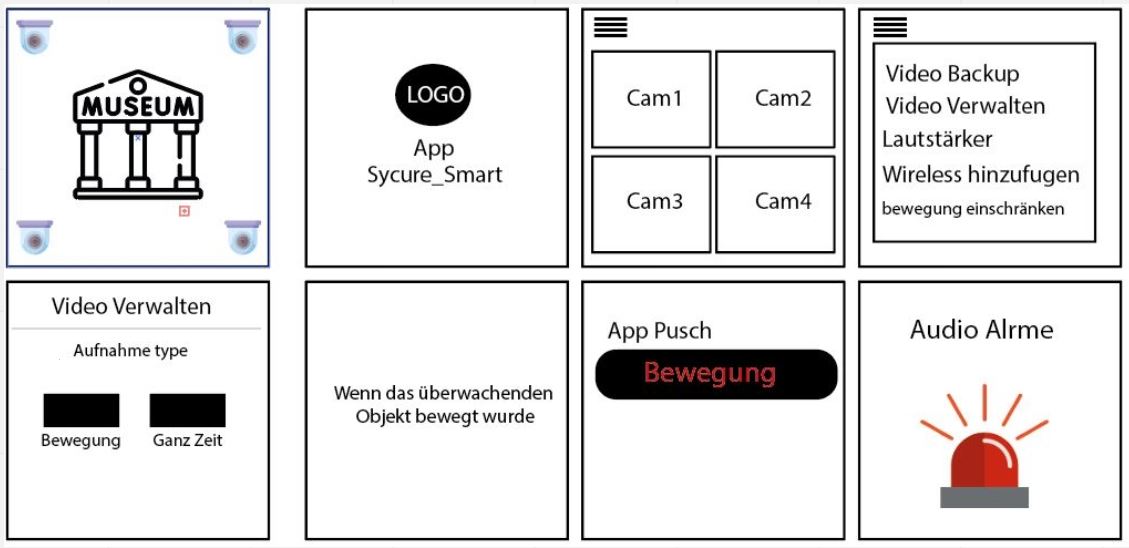 MUSEUM
LOGO
App
Sycure_Smart
Cam1
Cam2
Cam3
Cam4
Video Backup
Video Verwalten
Lautstärker
Wireless hinzufugen
bewegung einschränken
Video Verwalten
Aufnahme type
Bewegung
Ganz Zeit
Wenn das überwachenden
Objekt bewegt wurde
App Pusch
Bewegung
Audio Alrme